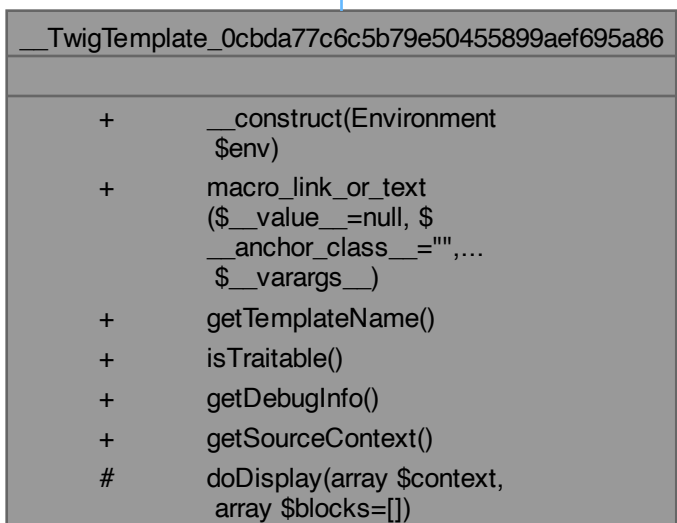 __TwigTemplate_0cbda77c6c5b79e50455899aef695a86
+ __construct(Environment
$env)
+ macro_link_or_text
($__value__=null, $
__anchor_class__="",...
$__varargs__)
+ getTemplateName()
+ isTraitable()
+ getDebugInfo()
+ getSourceContext()
# doDisplay(array $context,
array $blocks=[])